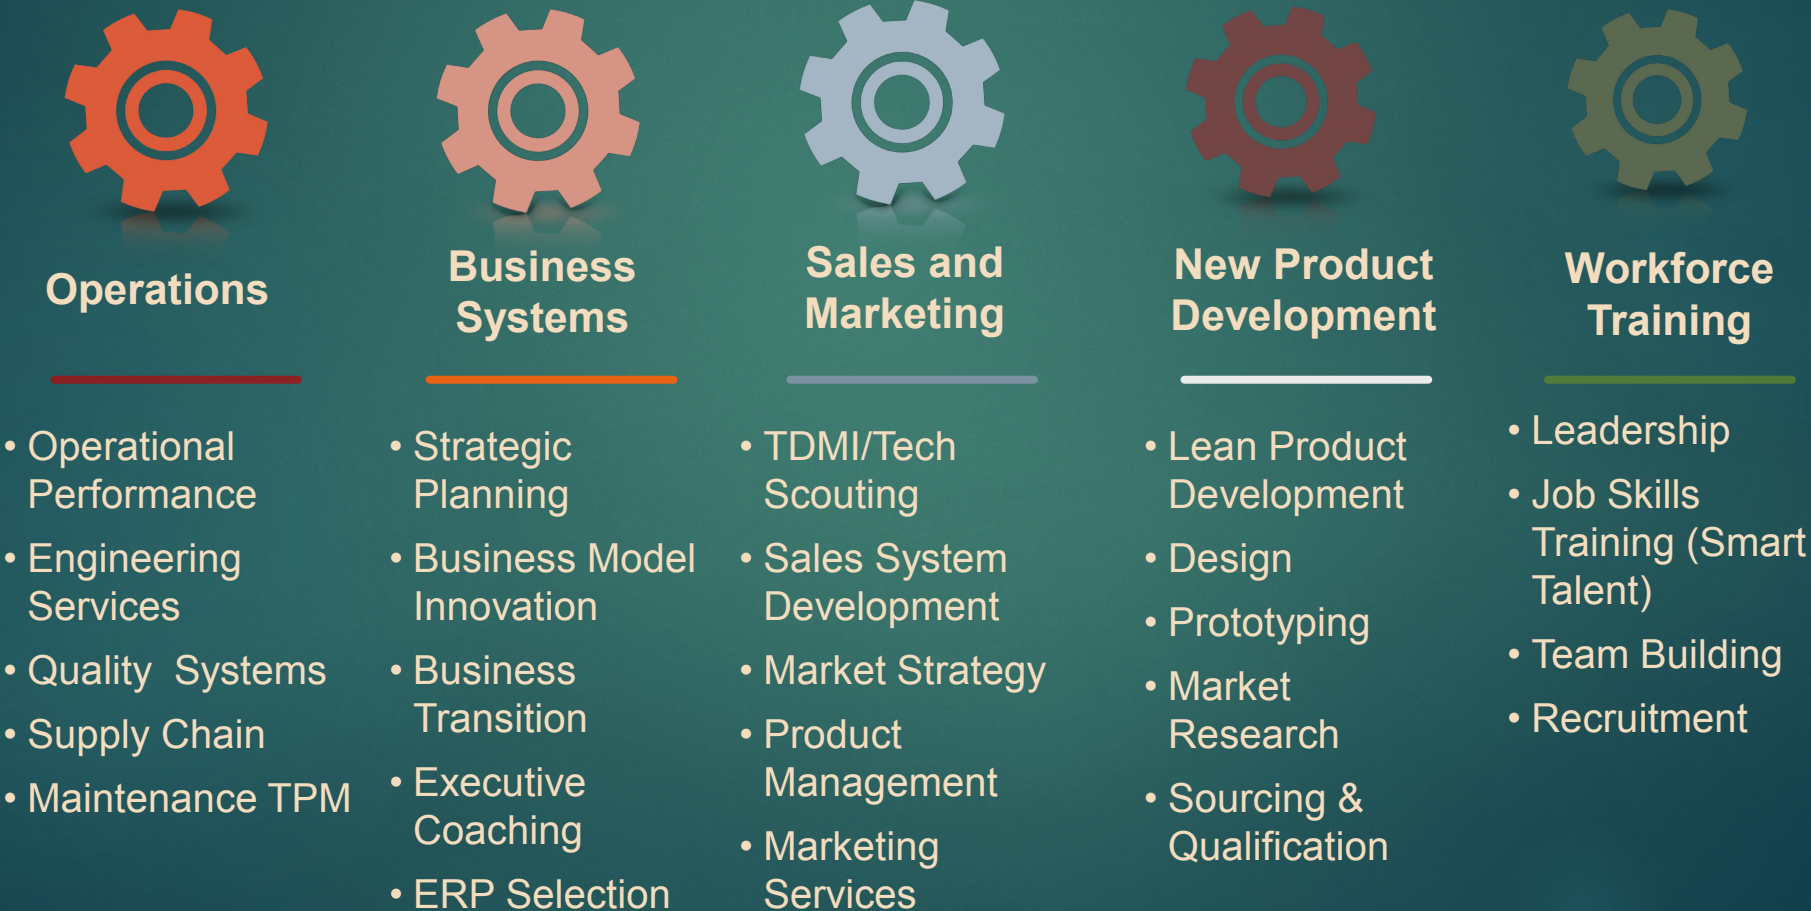 Operations
• Operational
Performance
• Engineering
Services
• Quality  Systems
• Supply Chain
• Maintenance TPM
Business
Systems
• Strategic
Planning
• Business Model
Innovation
• Business
Transition
• Executive
Coaching
• ERP Selection
Sales and
Marketing
• TDMI/Tech
Scouting
• Sales System
Development
• Market Strategy
• Product
Management
• Marketing
Services
New Product
Development
• Lean Product
Development
• Design
• Prototyping
• Market
Research
• Sourcing &
Qualification
Workforce
Training
• Leadership
• Job Skills
Training (Smart
Talent)
• Team Building
• Recruitment